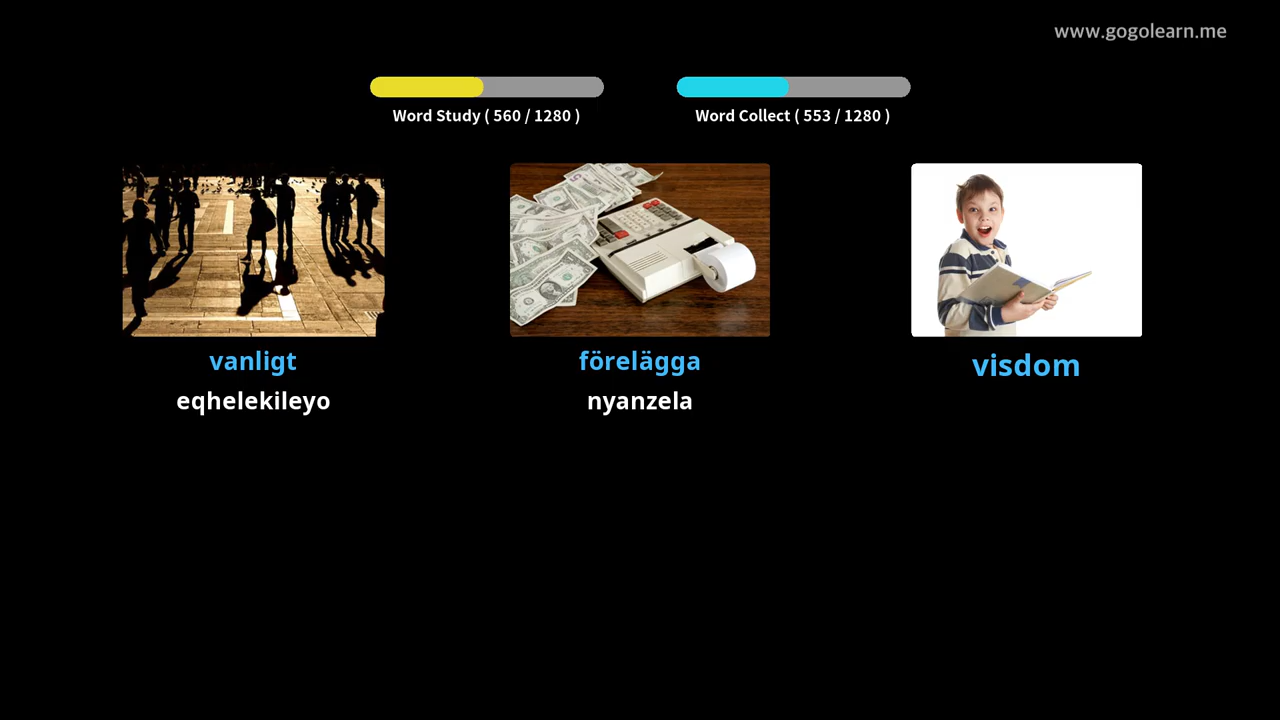 www.gogolearn.me
Word Study ( 560 / 1280 )
Word Collect ( 553 / 1280 )
vanligt
eqhelekileyo
förelägga
nyanzela
visdom